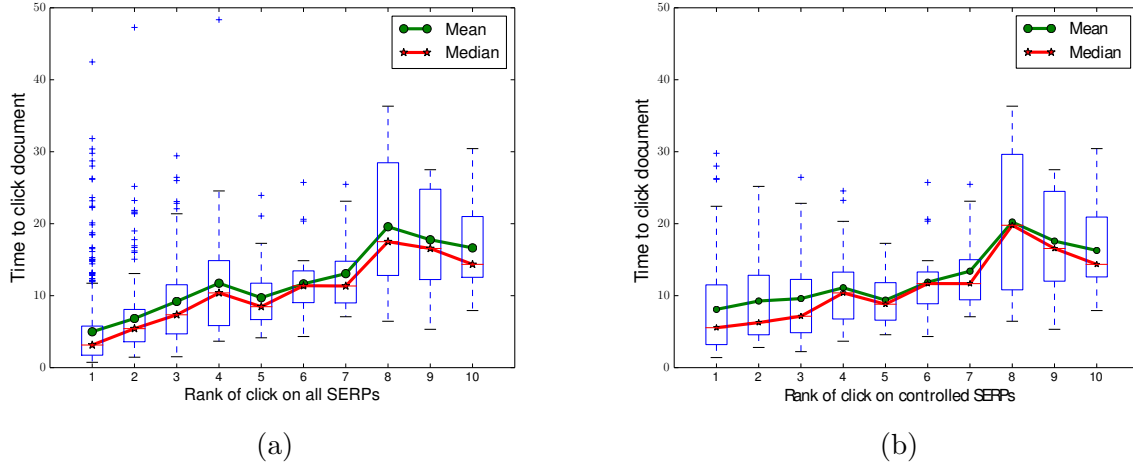 50
40
30
20
10
0
Time to click document
Mean
Median
1 2 3 4 5 6 7 8 9 10
Rank of click on all SERPs
(a)
50
40
30
20
10
0
Time to click document
Mean
Median
1 2 3 4 5 6 7 8 9 10
Rank of click on controlled SERPs
(b)